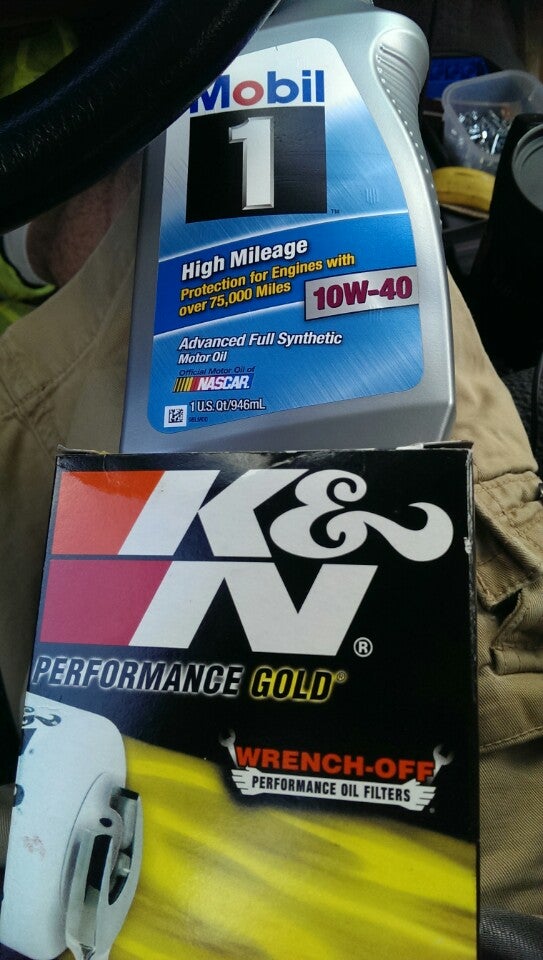 Mobil
1
™
High Mileage
Protection for Engines with
over 75,000 Miles
10W-40
Advanced Full Synthetic
Motor Oil
Official Motor Oil of
NASCAR
1 U.S. Qt/946mL
K&
N®
PERFORMANCE GOLD®
K&
WRENCH-OFF
PERFORMANCE OIL FILTERS